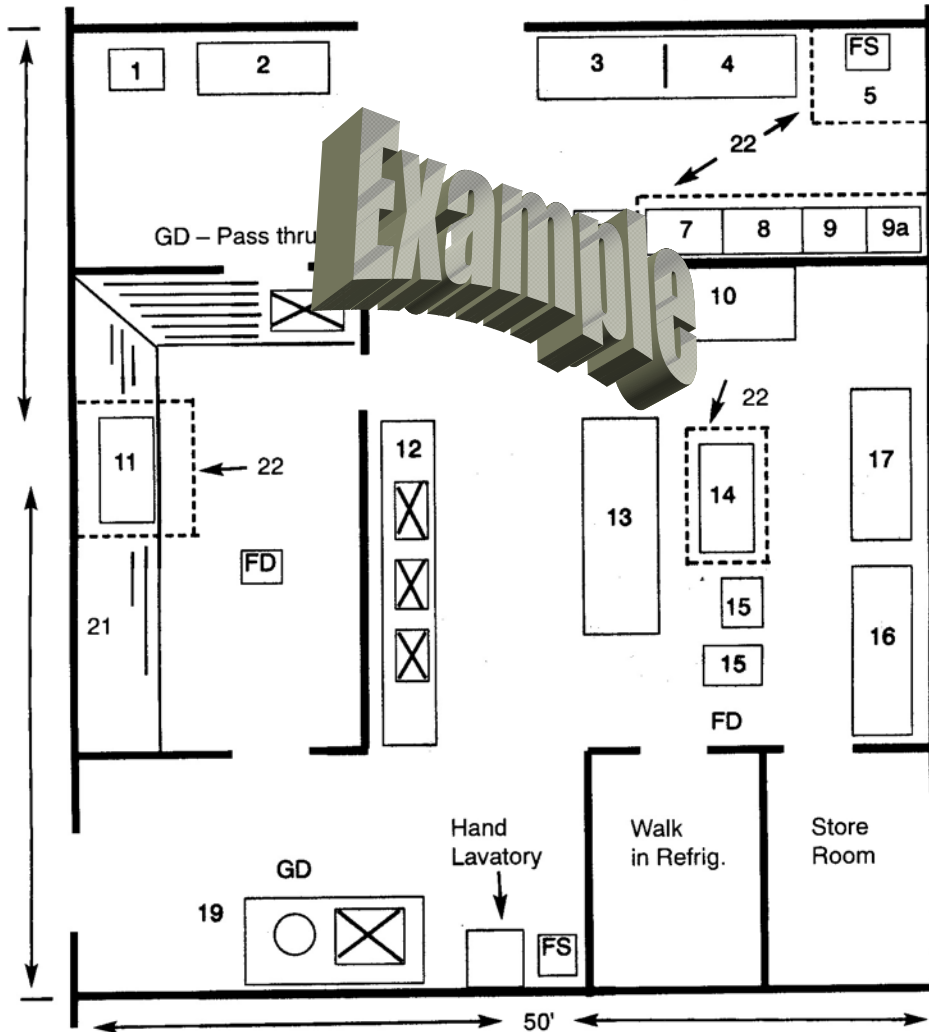 1
2
3
4
FS
5
22
Example
GD – Pass thru
7
8
9
9a
10
22
11
22
12
13
14
17
FD
21
15
15
16
FD
Hand
Lavatory
Walk
in Refrig.
Store
Room
GD
19
FS
50'